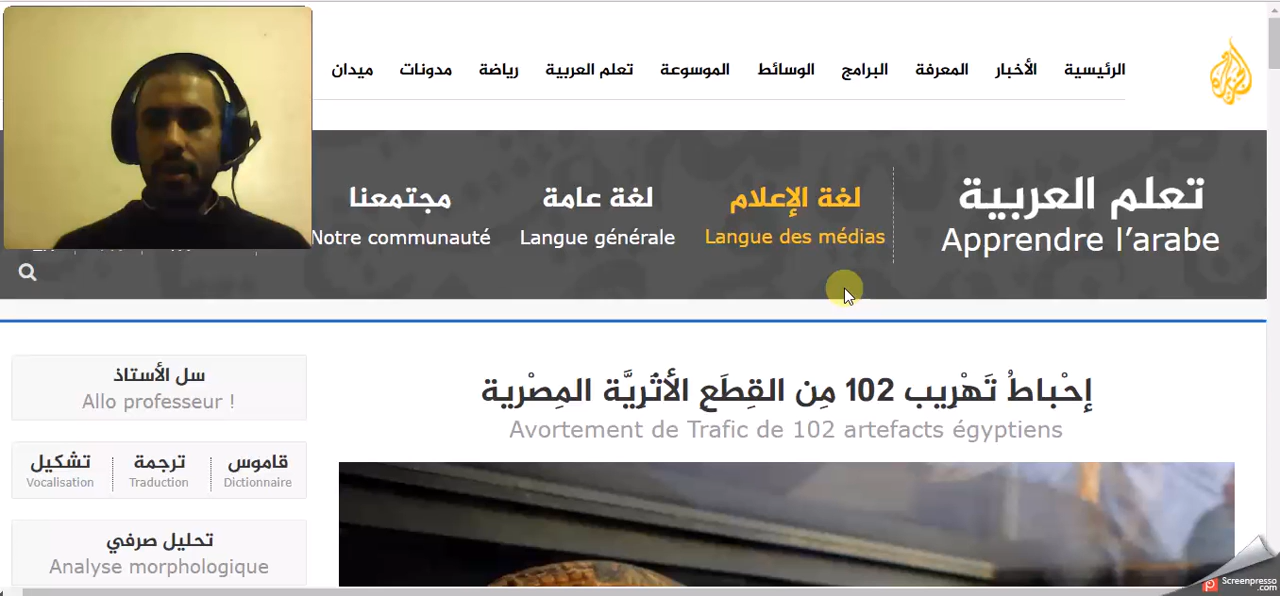 الرئيسية
الأخبار
المعرفة
البرامج
الوسائط
الموسوعة
تعلم العربية
رياضة
مدونات
ميدان
تعلم العربية
Apprendre l’arabe
لغة الإعلام
Langue des médias
لغة عامة
Langue générale
مجتمعنا
Notre communauté
إحْباطُ تَهْرِيب 102 مِن القِطَعِ الأثَرِيَّة المِصْرية
Avortement de Trafic de 102 artefacts égyptiens
سل الأستاذ
Allo professeur !
قاموس
Dictionnaire
ترجمة
Traduction
تشكيل
Vocalisation
تحليل صرفي
Analyse morphologique
Screenpresso
.com